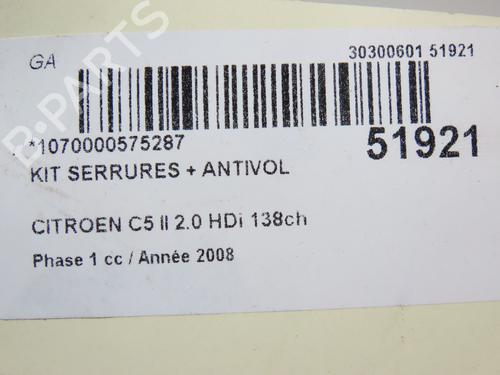 GA
30300601 51921
*1070000575287
51921
KIT SERRURES + ANTIVOL
CITROEN C5 II 2.0 HDi 138ch
Phase 1 cc / Année 2008
B-PARTS